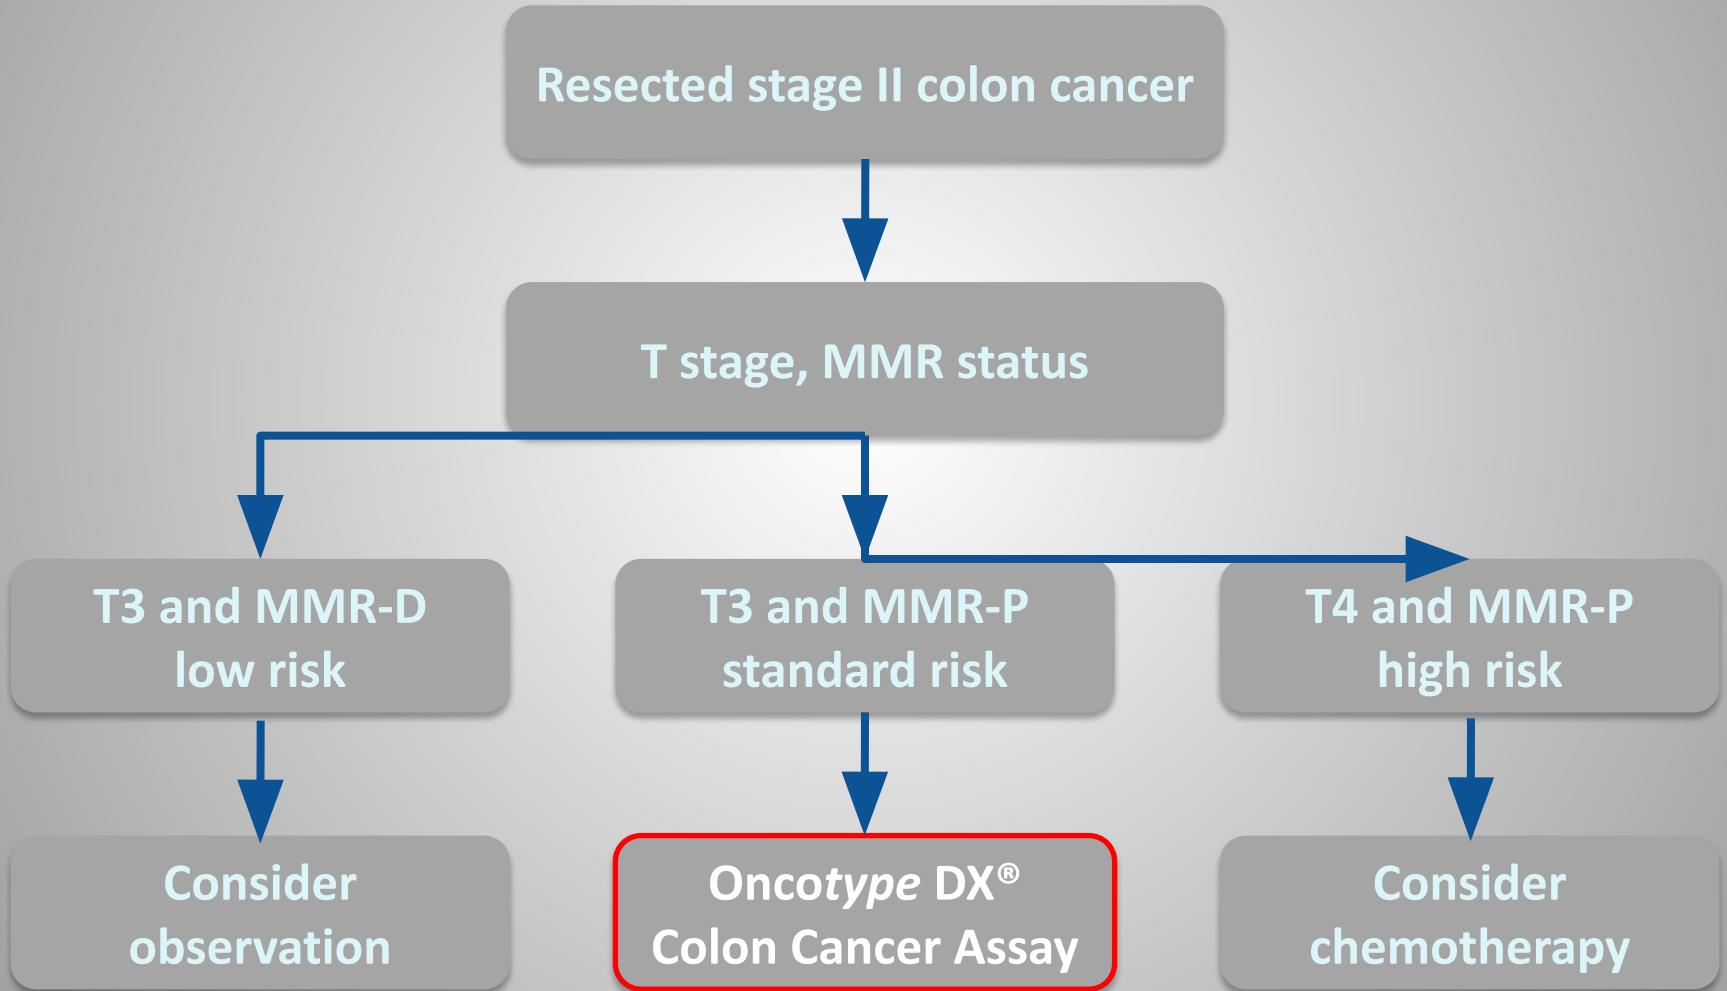 Resected stage II colon cancer
T stage, MMR status
T3 and MMR-D
low risk
T3 and MMR-P
standard risk
T4 and MMR-P
high risk
Consider
observation
Oncotype DX®
Colon Cancer Assay
Consider
chemotherapy